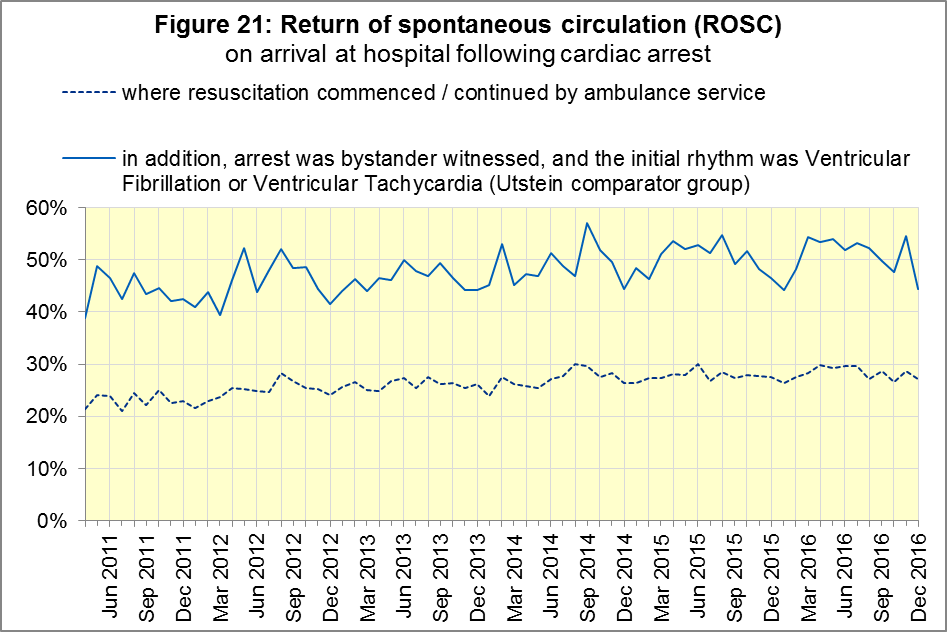 Figure 21: Return of spontaneous circulation (ROSC)
on arrival at hospital following cardiac arrest
where resuscitation commenced / continued by ambulance service
in addition, arrest was bystander witnessed, and the initial rhythm was Ventricular
Fibrillation or Ventricular Tachycardia (Utstein comparator group)
60%
50%
40%
30%
20%
10%
0%
Jun 2011
Sep 2011
Dec 2011
Mar 2012
Jun 2012
Sep 2012
Dec 2012
Mar 2013
Jun 2013
Sep 2013
Dec 2013
Mar 2014
Jun 2014
Sep 2014
Dec 2014
Mar 2015
Jun 2015
Sep 2015
Dec 2015
Mar 2016
Jun 2016
Sep 2016
Dec 2016